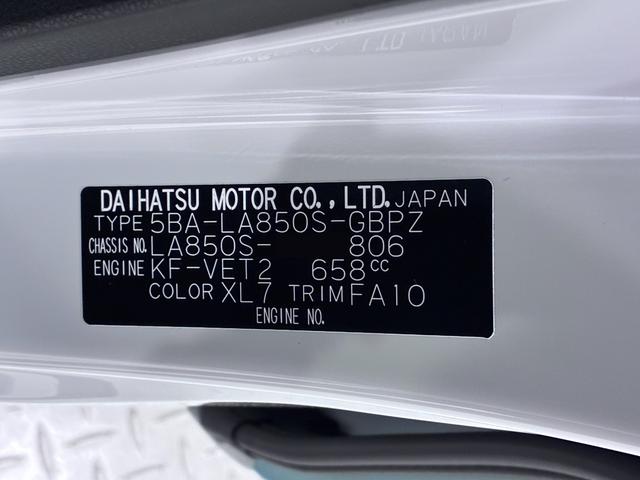 DAIHATSU MOTOR CO., LTD. JAPAN
TYPE 5BA-LA850S-GBPZ
CHASSIS NO. LA850S- 806
ENGINE KF-VET2 658cc
COLOR XL7 TRIM FA10
ENGINE NO.